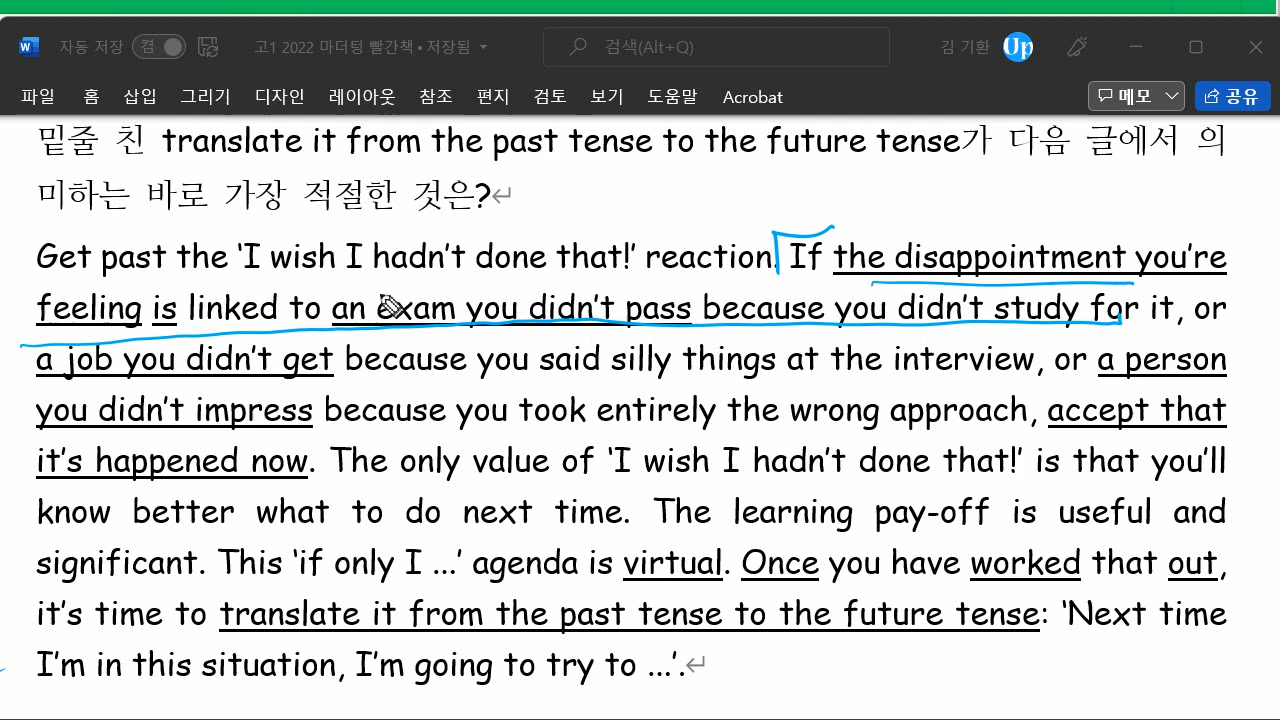 자동 저장 켬 고1 2022 마더텅 빨간책 • 저장됨 검색(Alt+Q) 김 기환 Up
파일 홈 삽입 그리기 디자인 레이아웃 참조 편지 검토 보기 도움말 Acrobat 메모 공유
밑줄 친 translate it from the past tense to the future tense가 다음 글에서 의
미하는 바로 가장 적절한 것은?
Get past the ‘I wish I hadn’t done that!’ reaction. If the disappointment you’re
feeling is linked to an exam you didn’t pass because you didn’t study for it, or
a job you didn’t get because you said silly things at the interview, or a person
you didn’t impress because you took entirely the wrong approach, accept that
it’s happened now. The only value of ‘I wish I hadn’t done that!’ is that you’ll
know better what to do next time. The learning pay-off is useful and
significant. This ‘if only I ...’ agenda is virtual. Once you have worked that out,
it’s time to translate it from the past tense to the future tense: ‘Next time
I’m in this situation, I’m going to try to ...’.